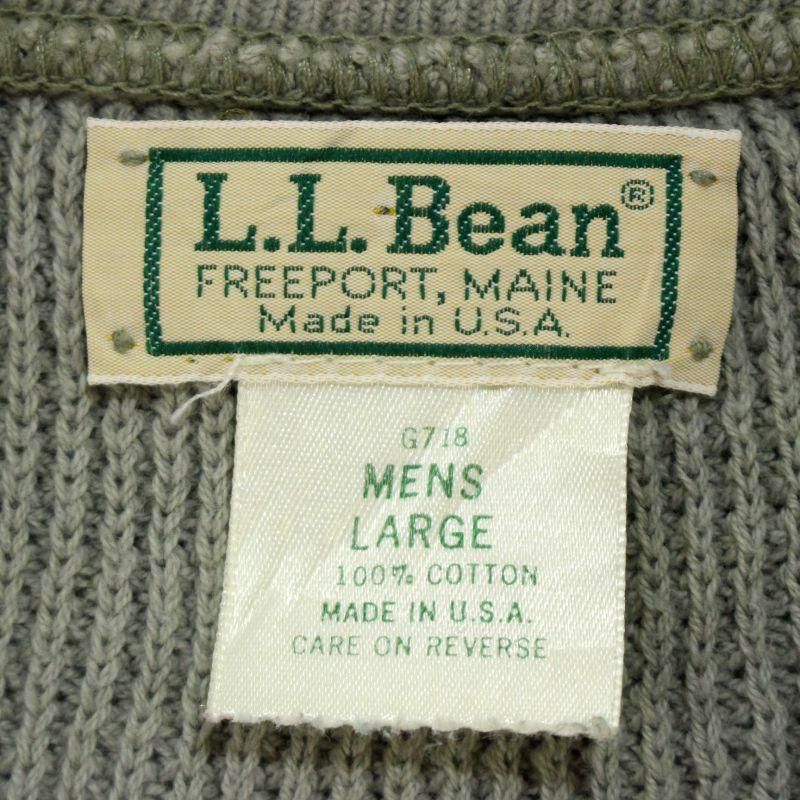 L.L.Bean®
FREEPORT, MAINE
Made in U.S.A.
G718
MENS
LARGE
100% COTTON
MADE IN U.S.A.
CARE ON REVERSE